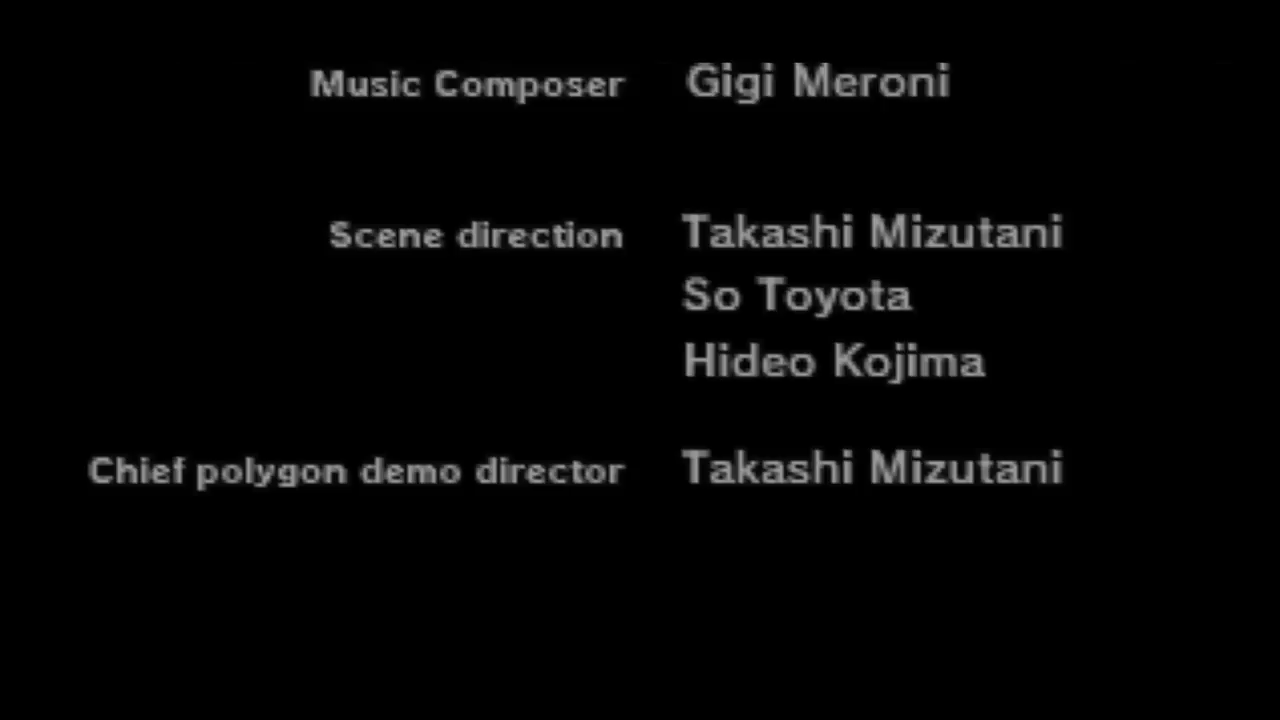 Music Composer Gigi Meroni
Scene direction Takashi Mizutani
So Toyota
Hideo Kojima
Chief polygon demo director Takashi Mizutani